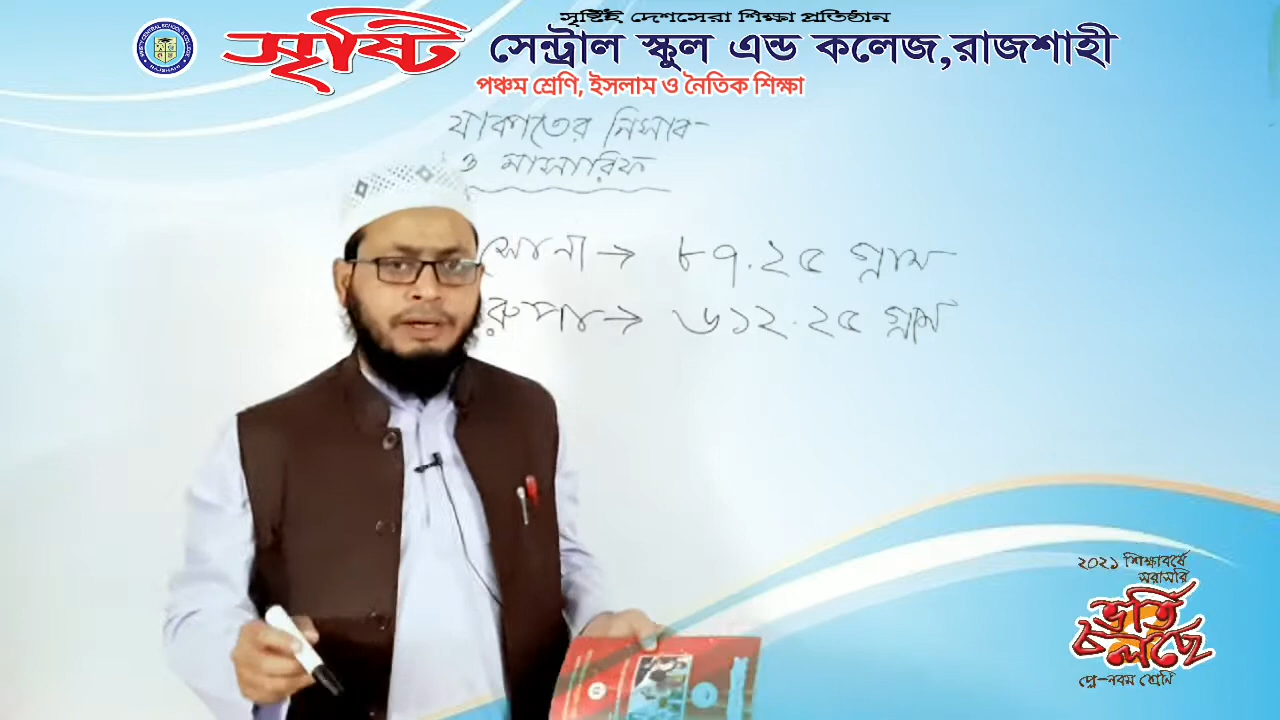 সৃষ্টিই দেশসেরা শিক্ষা প্রতিষ্ঠান
সৃষ্টি সেন্ট্রাল স্কুল এন্ড কলেজ,রাজশাহী
পঞ্চম শ্রেণি, ইসলাম ও নৈতিক শিক্ষা
যাকাতের নিসাব
ও মাসারিফ
সোনা → ৮৭.২৫ গ্রাম
রুপা → ৬১২.২৫ গ্রাম
২০২১ শিক্ষাবর্ষে
সরাসরি
ভর্তি
চলছে
প্লে-নবম শ্রেণি